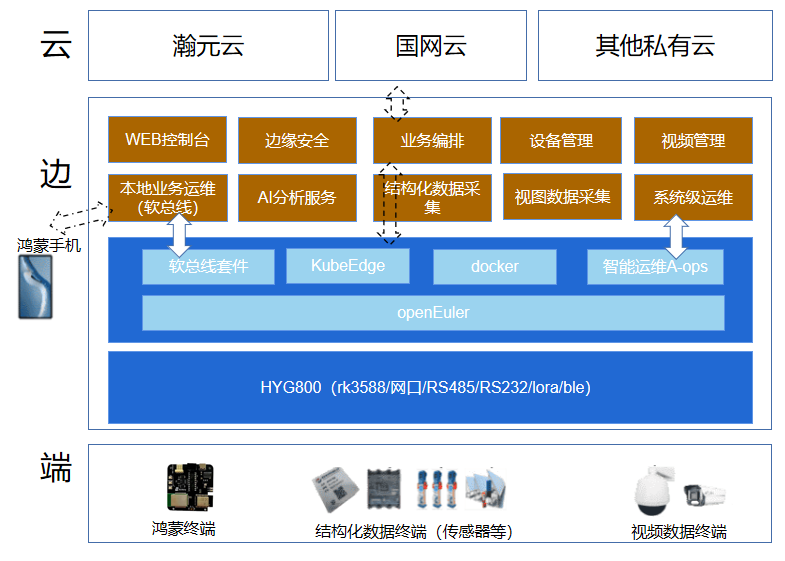 云
瀚元云
国网云
其他私有云
边
WEB控制台
边缘安全
业务编排
设备管理
视频管理
本地业务运维
（软总线）
AI分析服务
结构化数据采
集
视图数据采集
系统级运维
鸿蒙手机
软总线套件
KubeEdge
docker
智能运维A-ops
openEuler
HYG800（rk3588/网口/RS485/RS232/lora/ble）
端
鸿蒙终端
结构化数据终端（传感器等）
视频数据终端